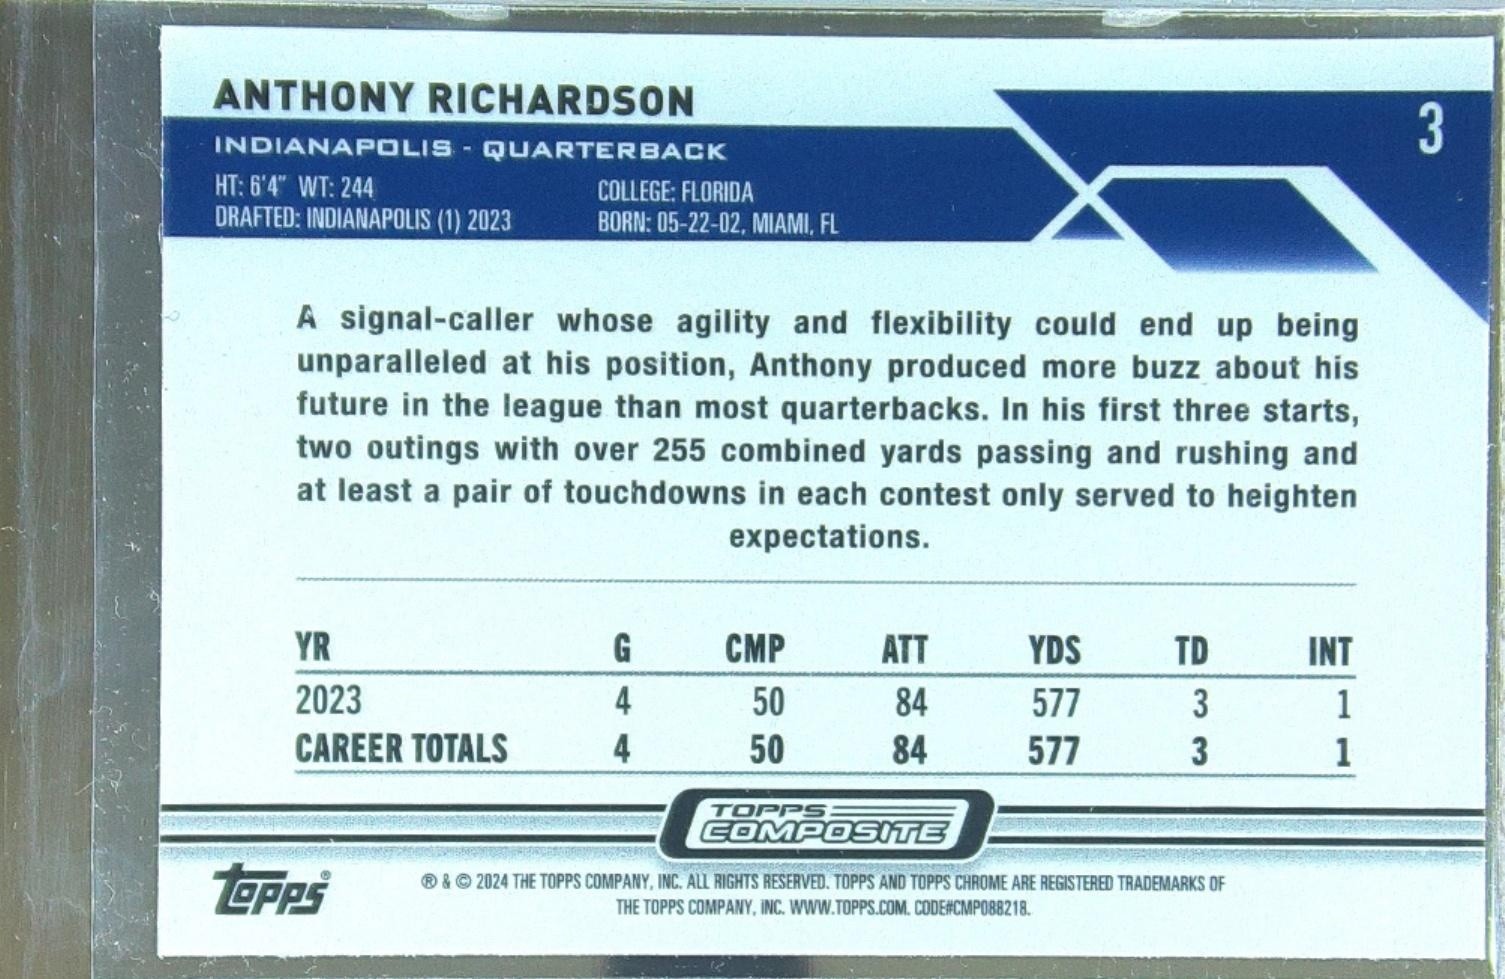 ANTHONY RICHARDSON
3
INDIANAPOLIS - QUARTERBACK
HT: 6'4" WT: 244 COLLEGE: FLORIDA
DRAFTED: INDIANAPOLIS (1) 2023 BORN: 05-22-02, MIAMI, FL
A signal-caller whose agility and flexibility could end up being
unparalleled at his position, Anthony produced more buzz about his
future in the league than most quarterbacks. In his first three starts,
two outings with over 255 combined yards passing and rushing and
at least a pair of touchdowns in each contest only served to heighten
expectations.
YR G CMP ATT YDS TD INT
2023 4 50 84 577 3 1
CAREER TOTALS 4 50 84 577 3 1
TOPPS
COMPOSITE
topps®
® & © 2024 THE TOPPS COMPANY, INC. ALL RIGHTS RESERVED. TOPPS AND TOPPS CHROME ARE REGISTERED TRADEMARKS OF
THE TOPPS COMPANY, INC. WWW.TOPPS.COM. CODE#CMP088218.